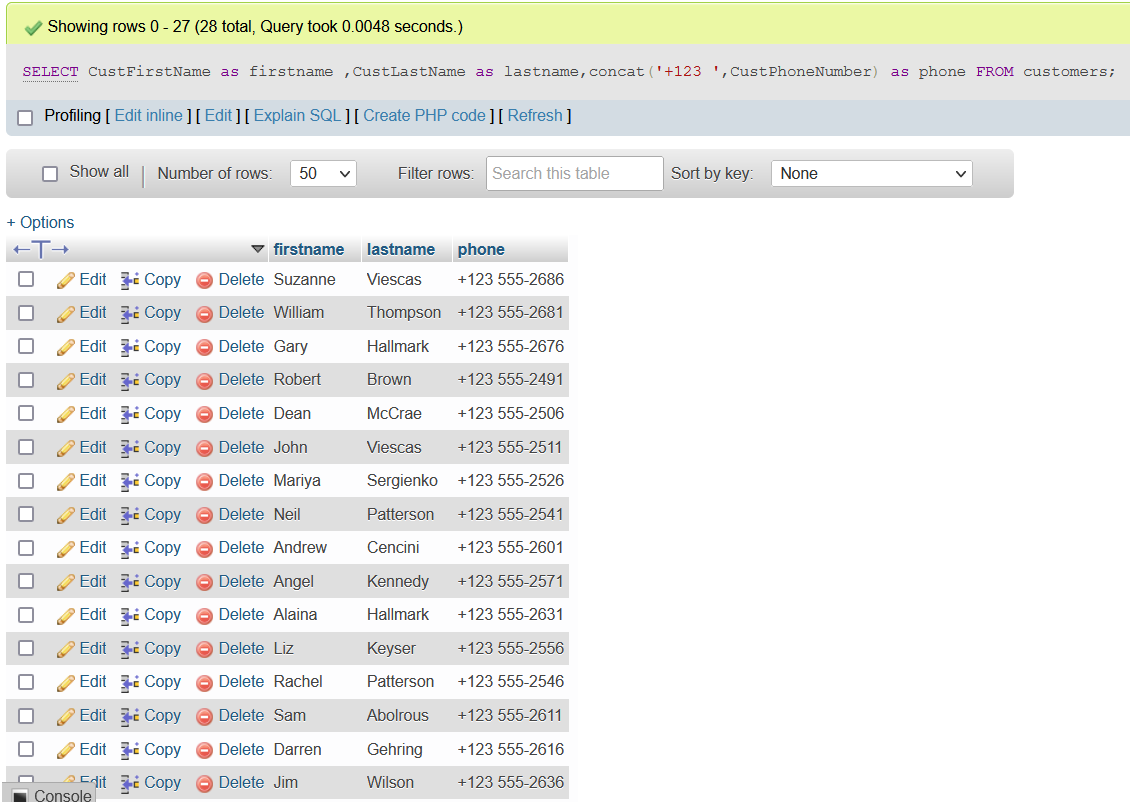 Showing rows 0 - 27 (28 total, Query took 0.0048 seconds.)
SELECT CustFirstName as firstname ,CustLastName as lastname,concat('+123 ',CustPhoneNumber) as phone FROM customers;
Profiling [ Edit inline ] [ Edit ] [ Explain SQL ] [ Create PHP code ] [ Refresh ]
Show all Number of rows: 50 Filter rows: Search this table Sort by key: None
+ Options
firstname lastname phone
Edit Copy Delete Suzanne Viescas +123 555-2686
Edit Copy Delete William Thompson +123 555-2681
Edit Copy Delete Gary Hallmark +123 555-2676
Edit Copy Delete Robert Brown +123 555-2491
Edit Copy Delete Dean McCrae +123 555-2506
Edit Copy Delete John Viescas +123 555-2511
Edit Copy Delete Mariya Sergienko +123 555-2526
Edit Copy Delete Neil Patterson +123 555-2541
Edit Copy Delete Andrew Cencini +123 555-2601
Edit Copy Delete Angel Kennedy +123 555-2571
Edit Copy Delete Alaina Hallmark +123 555-2631
Edit Copy Delete Liz Keyser +123 555-2556
Edit Copy Delete Rachel Patterson +123 555-2546
Edit Copy Delete Sam Abolrous +123 555-2611
Edit Copy Delete Darren Gehring +123 555-2616
Edit Copy Delete Jim Wilson +123 555-2636
Console